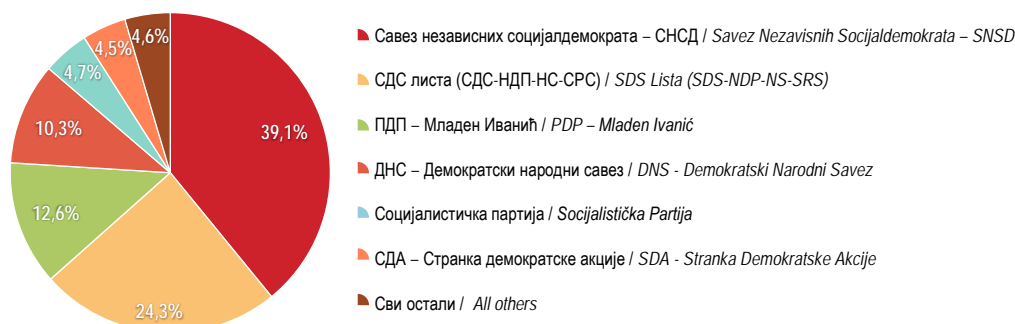 4,6%
4,5%
4,7%
10,3%
39,1%
12,6%
24,3%
Савез независних социјалдемократа – СНСД / Savez Nezavisnih Socijaldemokrata – SNSD
СДС листа (СДС-НДП-НС-СРС) / SDS Lista (SDS-NDP-NS-SRS)
ПДП – Младен Иванић / PDP – Mladen Ivanić
ДНС – Демократски народни савез / DNS - Demokratski Narodni Savez
Социјалистичка партија / Socijalistička Partija
СДА – Странка демократске акције / SDA - Stranka Demokratske Akcije
Сви остали / All others